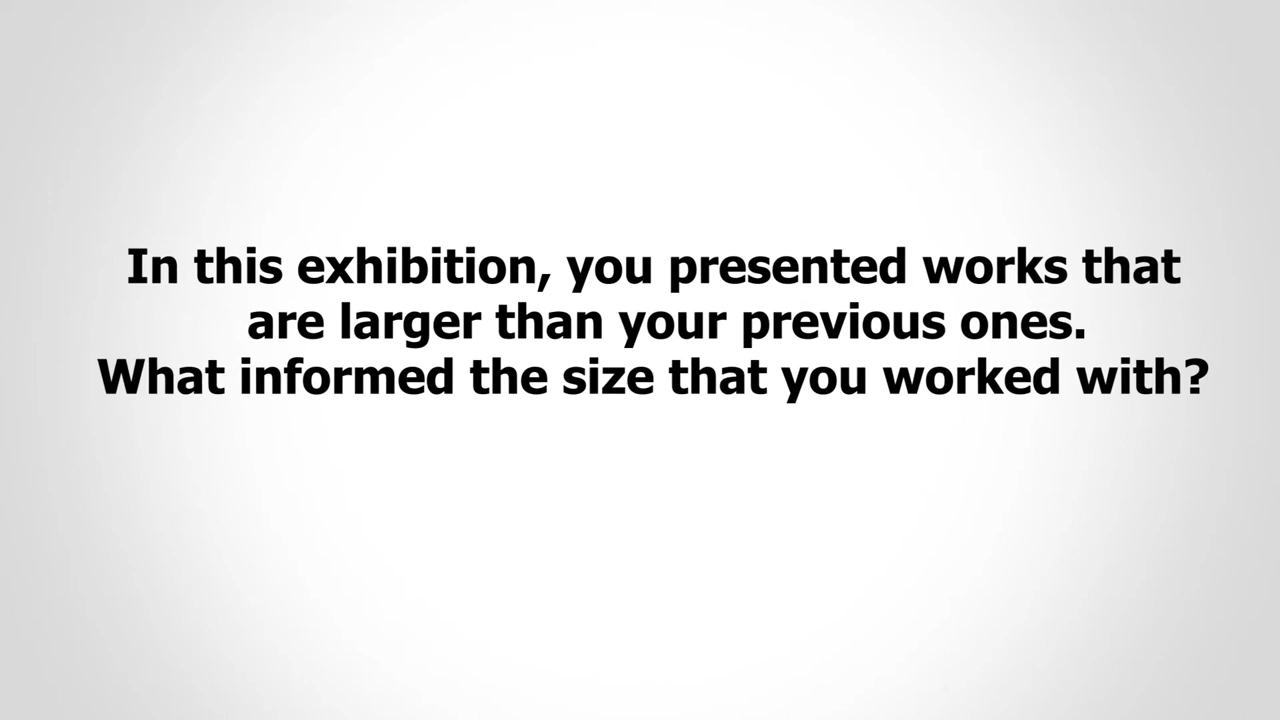 In this exhibition, you presented works that
are larger than your previous ones.
What informed the size that you worked with?